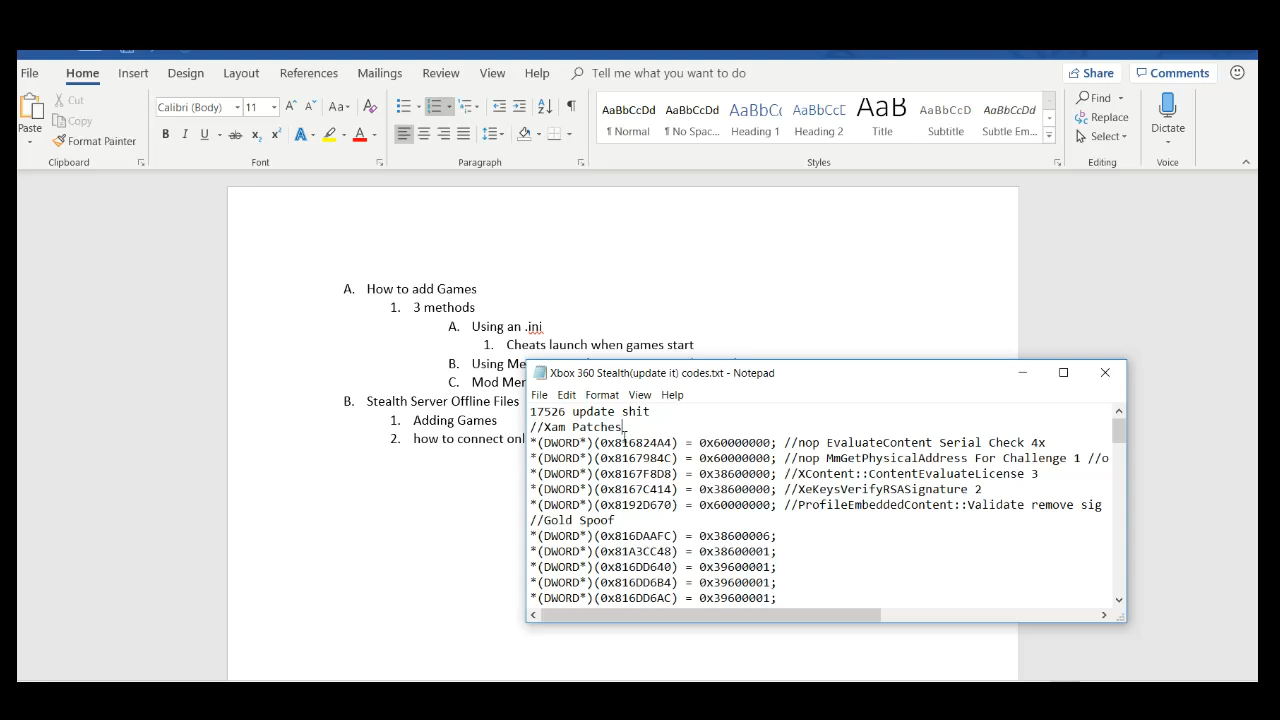 File Home Insert Design Layout References Mailings Review View Help Tell me what you want to do Share Comments
Paste Cut Copy Format Painter
Clipboard
Calibri (Body) 11 Aa
B I U ab x₂ x² A A
Font
Paragraph
AaBbCcDd AaBbCcDd AaBbCc AaBbCcE AaB AaBbCcD AaBbCcDd
¶ Normal ¶ No Spac... Heading 1 Heading 2 Title Subtitle Subtle Em...
Styles
Find
Replace
Select
Editing
Dictate
Voice
A. How to add Games
1. 3 methods
A. Using an .ini
1. Cheats launch when games start
B. Using Me
C. Mod Mer
B. Stealth Server Offline Files
1. Adding Games
2. how to connect onl
Xbox 360 Stealth(update it) codes.txt - Notepad
File Edit Format View Help
17526 update shit
//Xam Patches
*(DWORD*)(0x816824A4) = 0x60000000; //nop EvaluateContent Serial Check 4x
*(DWORD*)(0x8167984C) = 0x60000000; //nop MmGetPhysicalAddress For Challenge 1 //o
*(DWORD*)(0x8167F8D8) = 0x38600000; //XContent::ContentEvaluateLicense 3
*(DWORD*)(0x8167C414) = 0x38600000; //XeKeysVerifyRSASignature 2
*(DWORD*)(0x8192D670) = 0x60000000; //ProfileEmbeddedContent::Validate remove sig
//Gold Spoof
*(DWORD*)(0x816DAAFC) = 0x38600006;
*(DWORD*)(0x81A3CC48) = 0x38600001;
*(DWORD*)(0x816DD640) = 0x39600001;
*(DWORD*)(0x816DD6B4) = 0x39600001;
*(DWORD*)(0x816DD6AC) = 0x39600001;